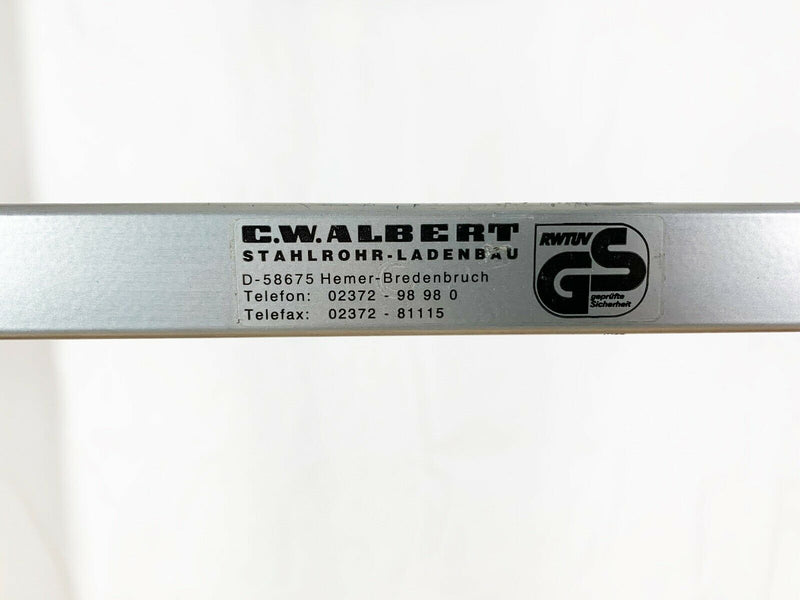 C.W.ALBERT
STAHLROHR-LADENBAU
D-58675 Hemer-Bredenbruch
Telefon: 02372 - 98 98 0
Telefax: 02372 - 81115
RWTÜV
GS
geprüfte
Sicherheit